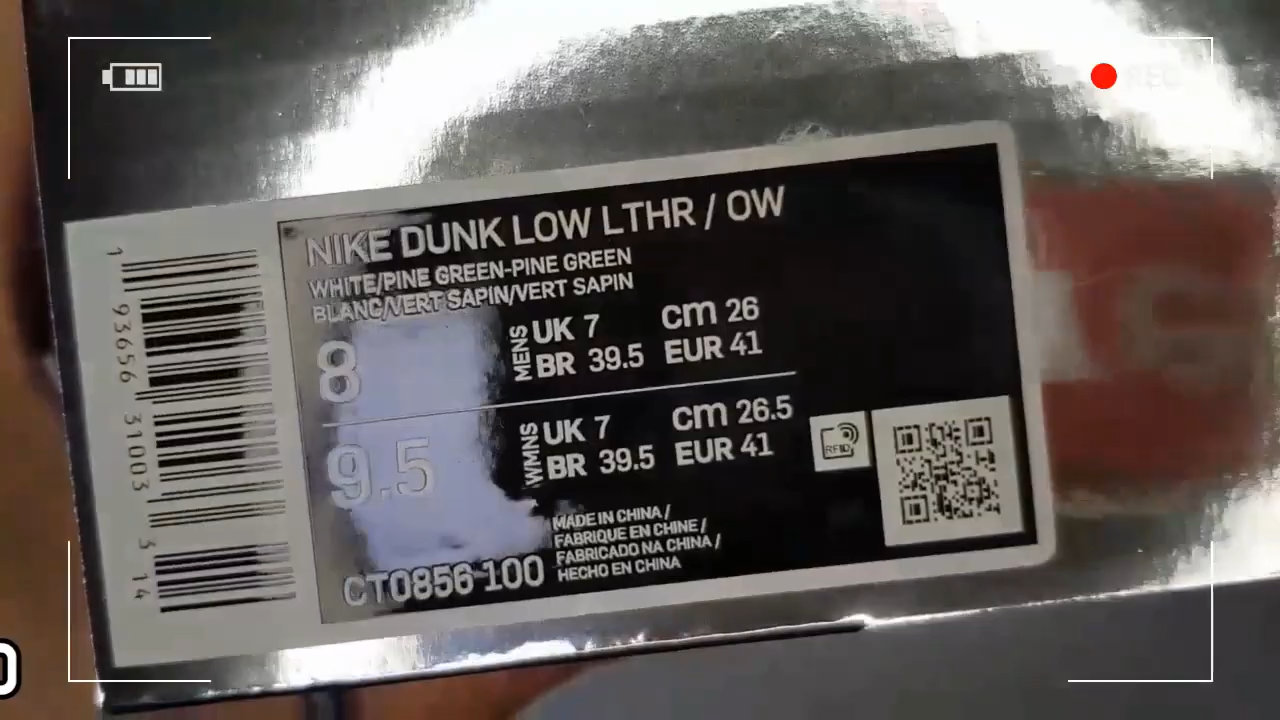 REC
NIKE DUNK LOW LTHR / OW
WHITE/PINE GREEN-PINE GREEN
BLANC/VERT SAPIN/VERT SAPIN
8
MENS
UK 7 cm 26
BR 39.5 EUR 41
9.5
WMNS
UK 7 cm 26.5
BR 39.5 EUR 41
RFID
MADE IN CHINA /
FABRIQUE EN CHINE /
FABRICADO NA CHINA /
HECHO EN CHINA
CT0856 100
1 93656 31003